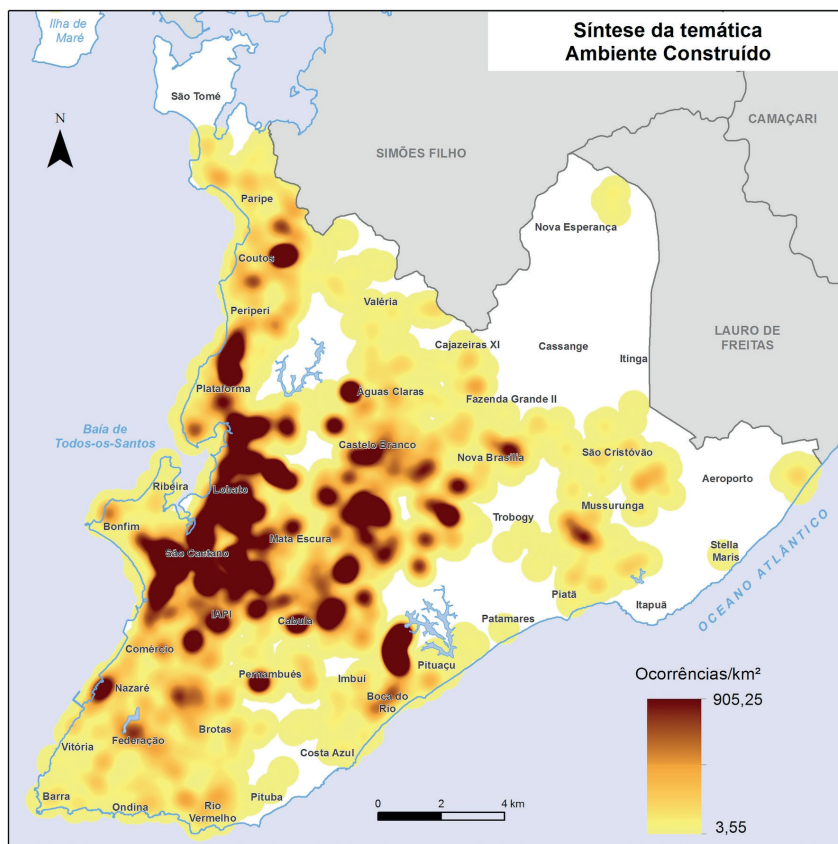 Síntese da temática
Ambiente Construído
Ilha de
Maré
São Tomé
N
CAMAÇARI
SIMÕES FILHO
Paripe
Nova Esperança
Coutos
Valéria
Periperi
LAURO DE
FREITAS
Cajazeiras XI
Cassange
Itinga
Plataforma
Águas Claras
Fazenda Grande II
Baía de
Todos-os-Santos
Castelo Branco
Nova Brasília
São Cristóvão
Aeroporto
Ribeira
Lobato
Mussurunga
Bonfim
Trobogy
São Caetano
Mata Escura
Stella
Maris
OCEANO ATLÂNTICO
Piatã
Itapuã
IAPI
Cabula
Patamares
Comércio
Pituaçu
Pernambués
Imbuí
Nazaré
Boca do
Rio
Brotas
Federação
Vitória
Costa Azul
Barra
Ondina
Rio
Vermelho
Pituba
Ocorrências/km²
905,25
3,55
0 2 4 km